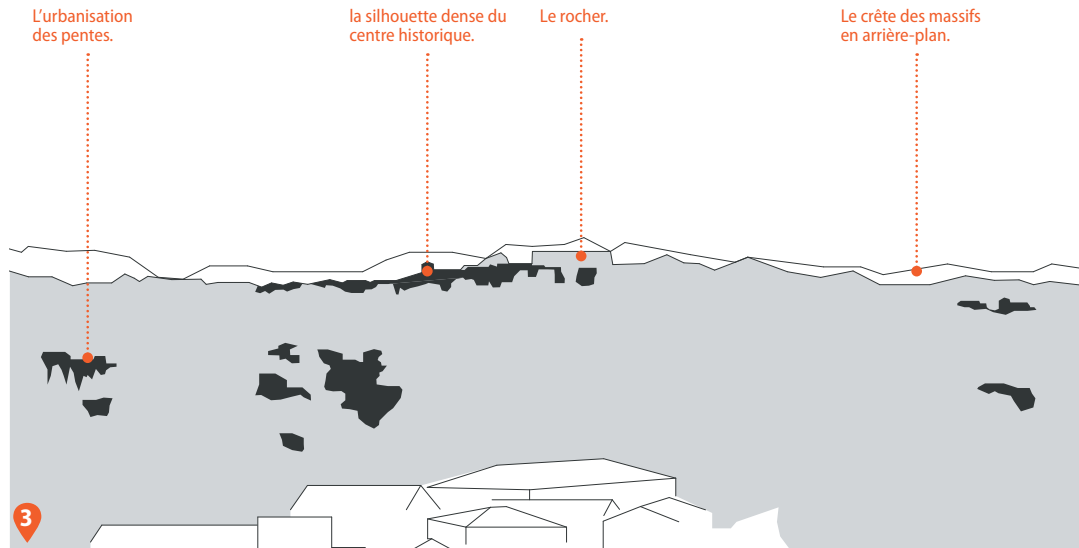 L'urbanisation
des pentes.
la silhouette dense du
centre historique.
Le rocher.
Le crête des massifs
en arrière-plan.
3